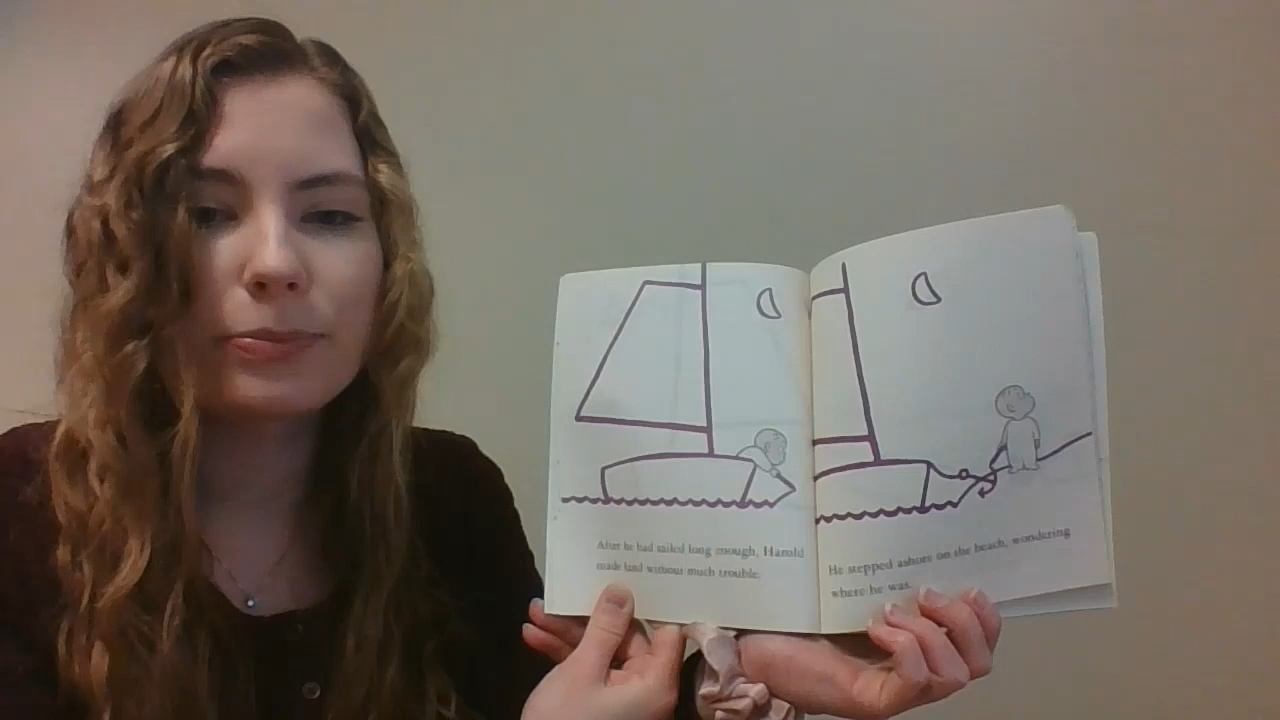 After he had sailed long enough, Harold
made land without much trouble.
He stepped ashore on the beach, wondering
where he was.